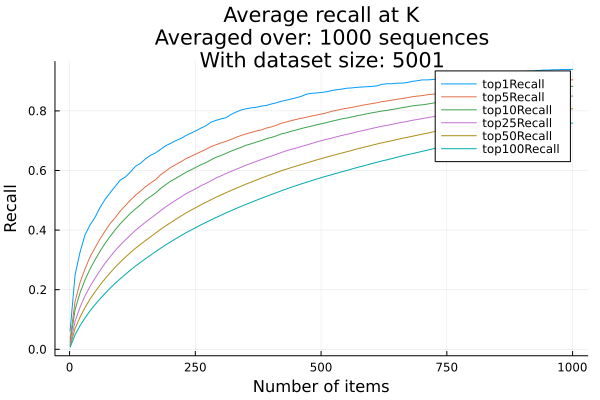 Average recall at K
Averaged over: 1000 sequences
With dataset size: 5001
top1Recall
top5Recall
top10Recall
top25Recall
top50Recall
top100Recall
Recall
0.8
0.6
0.4
0.2
0.0
0
250
500
750
1000
Number of items